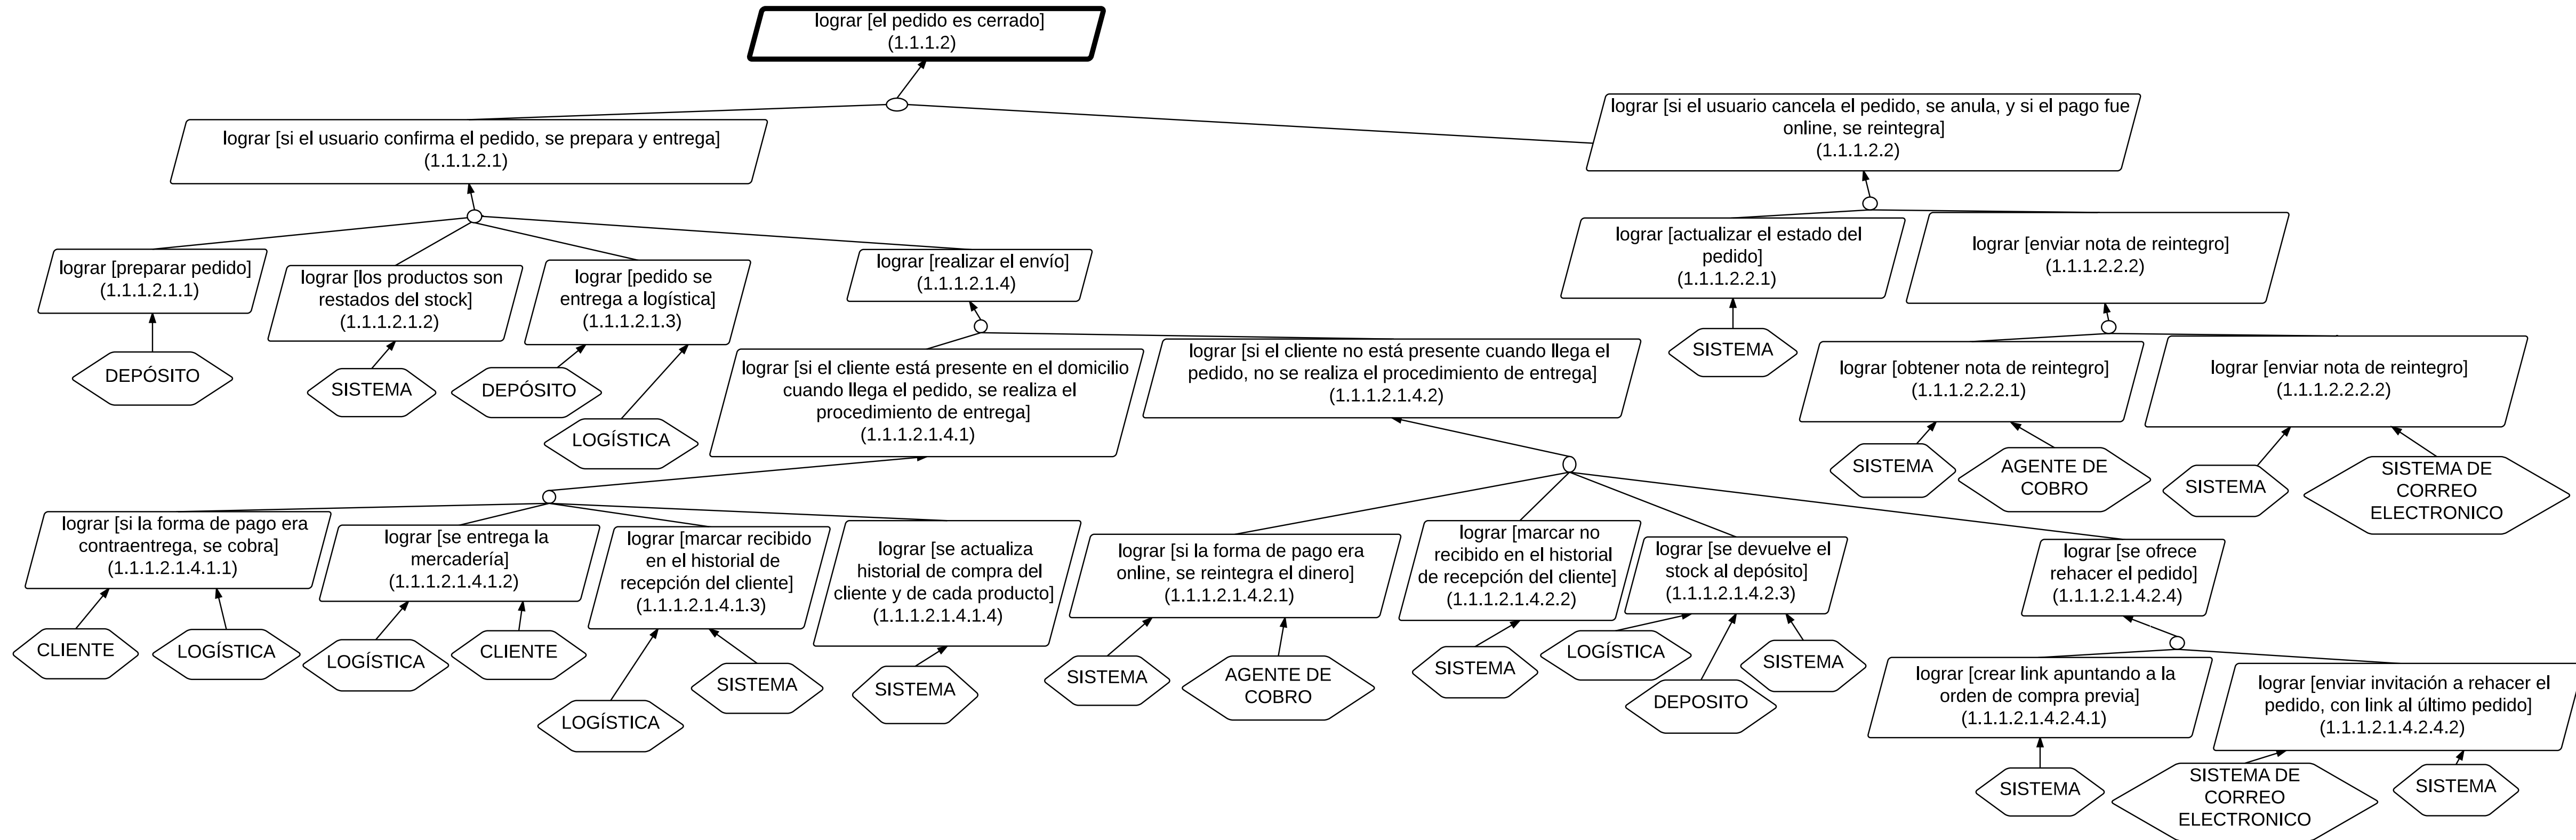 lograr [el pedido es cerrado]
(1.1.1.2)
lograr [si el usuario confirma el pedido, se prepara y entrega]
(1.1.1.2.1)
lograr [si el usuario cancela el pedido, se anula, y si el pago fue
online, se reintegra]
(1.1.1.2.2)
lograr [preparar pedido]
(1.1.1.2.1.1)
DEPÓSITO
lograr [los productos son
restados del stock]
(1.1.1.2.1.2)
SISTEMA
lograr [pedido se
entrega a logística]
(1.1.1.2.1.3)
DEPÓSITO
LOGÍSTICA
lograr [realizar el envío]
(1.1.1.2.1.4)
lograr [actualizar el estado del
pedido]
(1.1.1.2.2.1)
SISTEMA
lograr [enviar nota de reintegro]
(1.1.1.2.2.2)
lograr [si el cliente está presente en el domicilio
cuando llega el pedido, se realiza el
procedimiento de entrega]
(1.1.1.2.1.4.1)
lograr [si el cliente no está presente cuando llega el
pedido, no se realiza el procedimiento de entrega]
(1.1.1.2.1.4.2)
lograr [obtener nota de reintegro]
(1.1.1.2.2.2.1)
SISTEMA
AGENTE DE
COBRO
lograr [enviar nota de reintegro]
(1.1.1.2.2.2.2)
SISTEMA
SISTEMA DE
CORREO
ELECTRONICO
lograr [si la forma de pago era
contraentrega, se cobra]
(1.1.1.2.1.4.1.1)
CLIENTE
LOGÍSTICA
lograr [se entrega la
mercadería]
(1.1.1.2.1.4.1.2)
LOGÍSTICA
CLIENTE
lograr [marcar recibido
en el historial de
recepción del cliente]
(1.1.1.2.1.4.1.3)
LOGÍSTICA
SISTEMA
lograr [se actualiza
historial de compra del
cliente y de cada producto]
(1.1.1.2.1.4.1.4)
SISTEMA
lograr [si la forma de pago era
online, se reintegra el dinero]
(1.1.1.2.1.4.2.1)
SISTEMA
AGENTE DE
COBRO
lograr [marcar no
recibido en el historial
de recepción del cliente]
(1.1.1.2.1.4.2.2)
SISTEMA
lograr [se devuelve el
stock al depósito]
(1.1.1.2.1.4.2.3)
LOGÍSTICA
DEPOSITO
SISTEMA
lograr [se ofrece
rehacer el pedido]
(1.1.1.2.1.4.2.4)
lograr [crear link apuntando a la
orden de compra previa]
(1.1.1.2.1.4.2.4.1)
SISTEMA
lograr [enviar invitación a rehacer el
pedido, con link al último pedido]
(1.1.1.2.1.4.2.4.2)
SISTEMA DE
CORREO
ELECTRONICO
SISTEMA